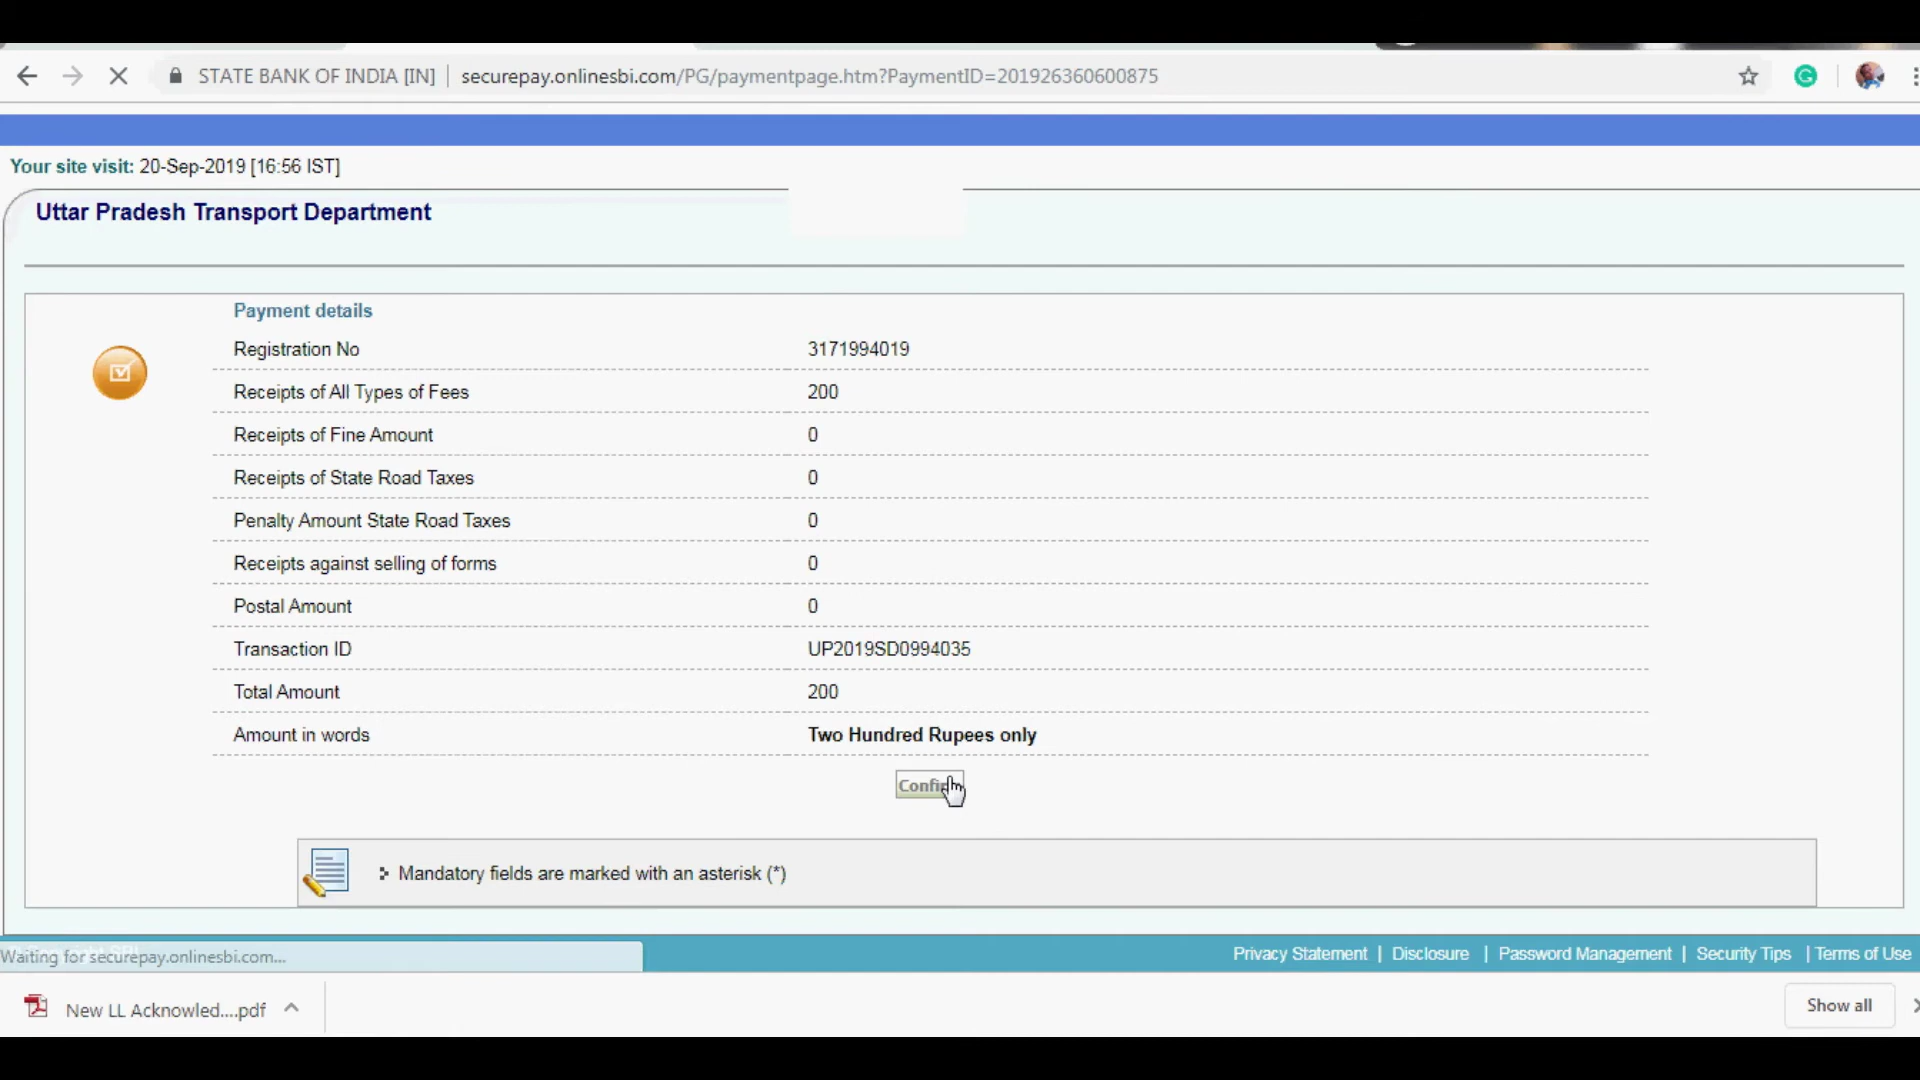 STATE BANK OF INDIA [IN] securepay.onlinesbi.com/PG/paymentpage.htm?PaymentID=201926360600875
Your site visit: 20-Sep-2019 [16:56 IST]
Uttar Pradesh Transport Department
Payment details
Registration No 3171994019
Receipts of All Types of Fees 200
Receipts of Fine Amount 0
Receipts of State Road Taxes 0
Penalty Amount State Road Taxes 0
Receipts against selling of forms 0
Postal Amount 0
Transaction ID UP2019SD0994035
Total Amount 200
Amount in words Two Hundred Rupees only
Mandatory fields are marked with an asterisk (*)
Waiting for securepay.onlinesbi.com... Privacy Statement | Disclosure | Password Management | Security Tips | Terms of Use
New LL Acknowled....pdf Show all